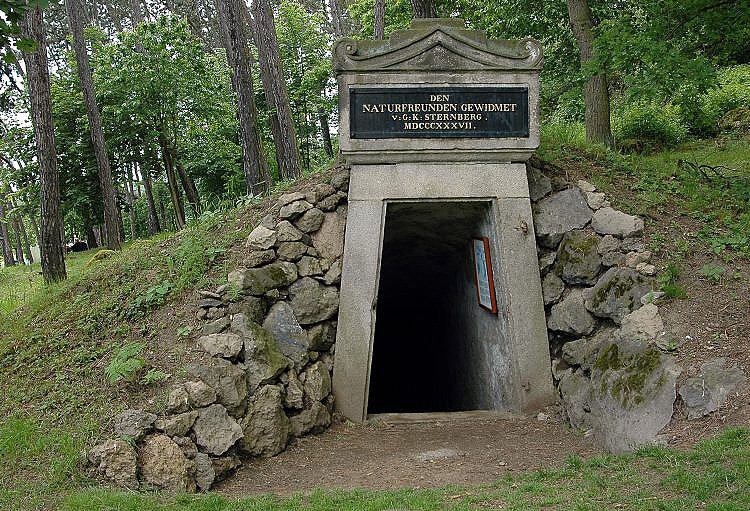 DEN
NATURFREUNDEN GEWIDMET
V:G:K:STERNBERG.
MDCCCXXXVII.